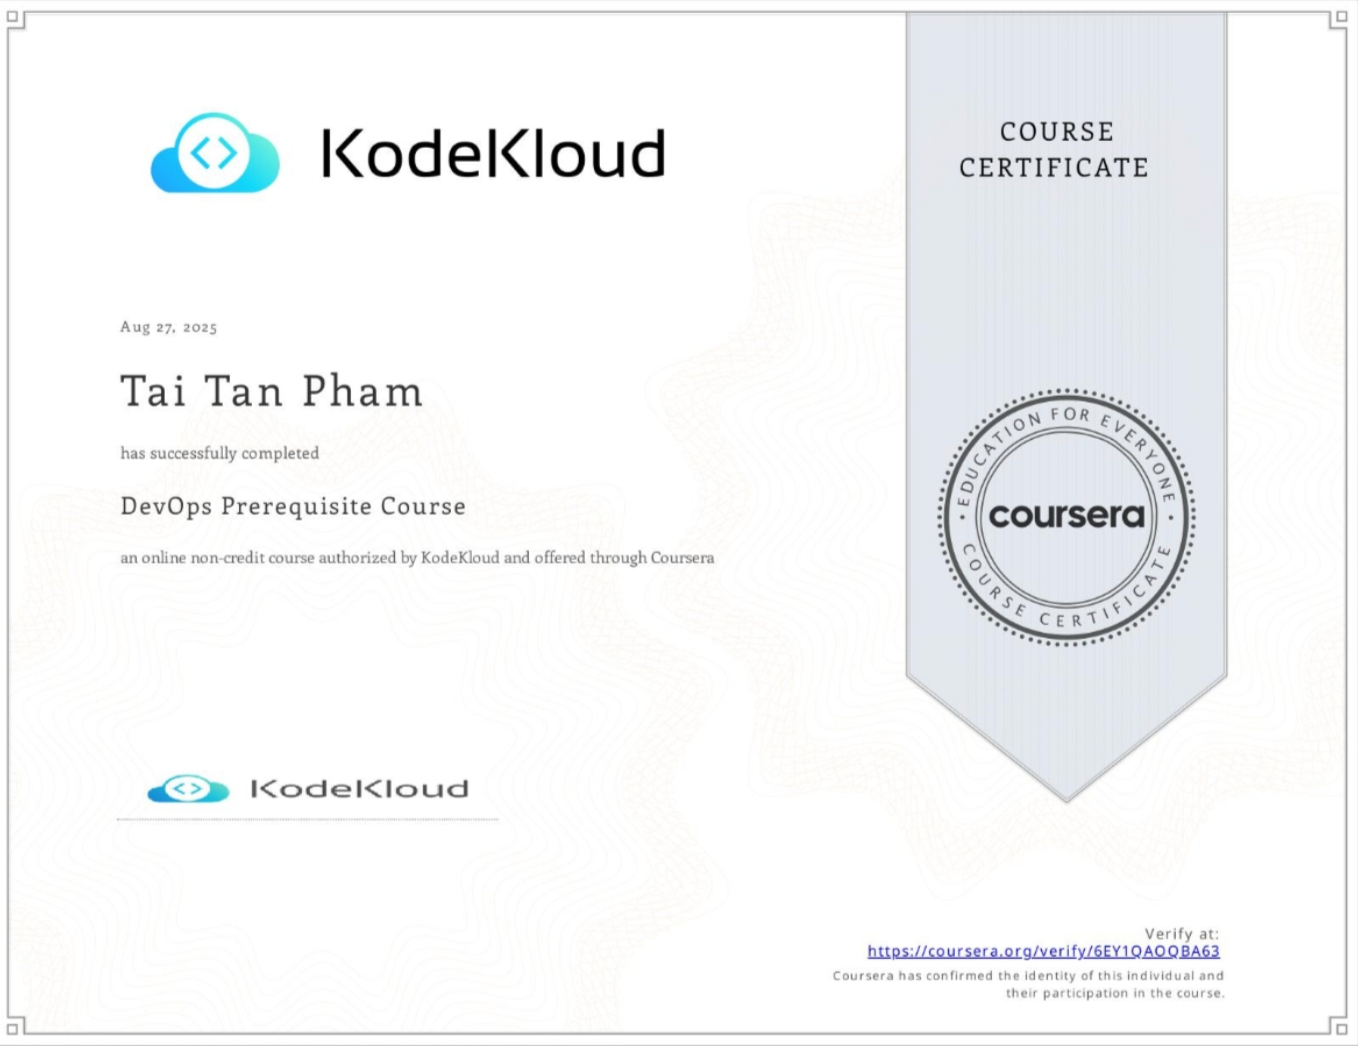 KodeKloud
COURSE
CERTIFICATE
Aug 27, 2025
Tai Tan Pham
has successfully completed
DevOps Prerequisite Course
an online non-credit course authorized by KodeKloud and offered through Coursera
EDUCATION FOR EVERYONE
coursera
COURSE CERTIFICATE
KodeKloud
Verify at:
https://coursera.org/verify/6EY1QAOQBA63
Coursera has confirmed the identity of this individual and
their participation in the course.